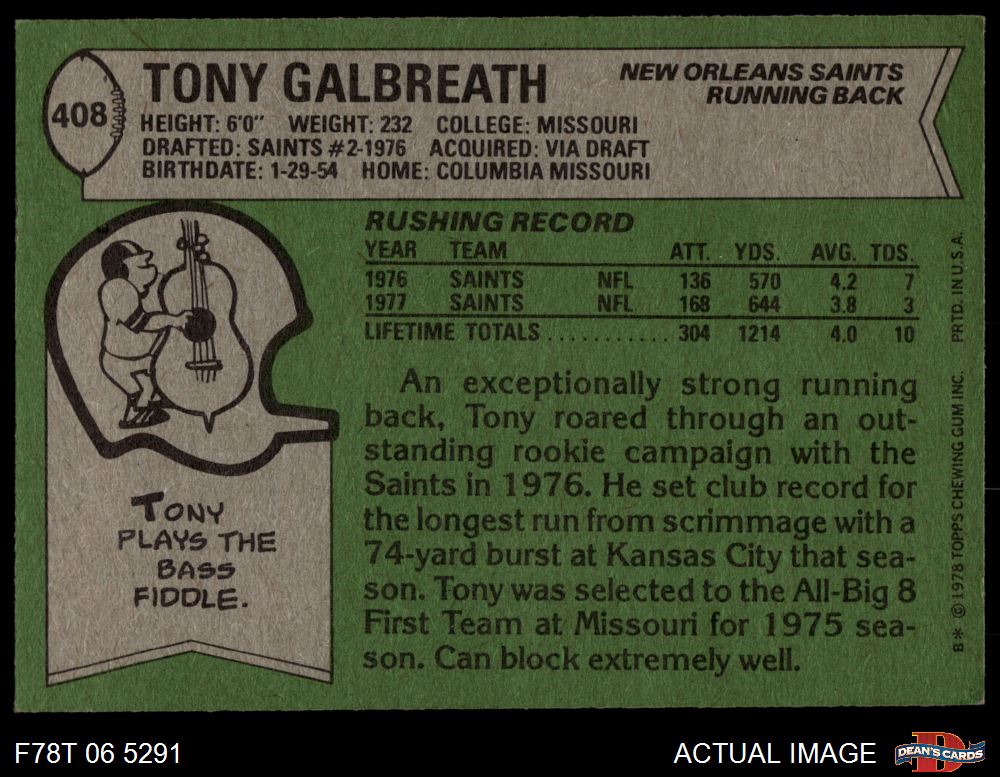 408
TONY GALBREATH
NEW ORLEANS SAINTS
RUNNING BACK
HEIGHT: 6'0" WEIGHT: 232 COLLEGE: MISSOURI
DRAFTED: SAINTS #2-1976 ACQUIRED: VIA DRAFT
BIRTHDATE: 1-29-54 HOME: COLUMBIA MISSOURI
RUSHING RECORD
YEAR TEAM ATT. YDS. AVG. TDS.
1976 SAINTS NFL 136 570 4.2 7
1977 SAINTS NFL 168 644 3.8 3
LIFETIME TOTALS ........... 304 1214 4.0 10
An exceptionally strong running
back, Tony roared through an out-
standing rookie campaign with the
Saints in 1976. He set club record for
the longest run from scrimmage with a
74-yard burst at Kansas City that sea-
son. Tony was selected to the All-Big 8
First Team at Missouri for 1975 sea-
son. Can block extremely well.
TONY
PLAYS THE
BASS
FIDDLE.
B* © 1978 TOPPS CHEWING GUM INC. PRTD. IN U.S.A.
F78T 06 5291
ACTUAL IMAGE
D
DEAN'S CARDS